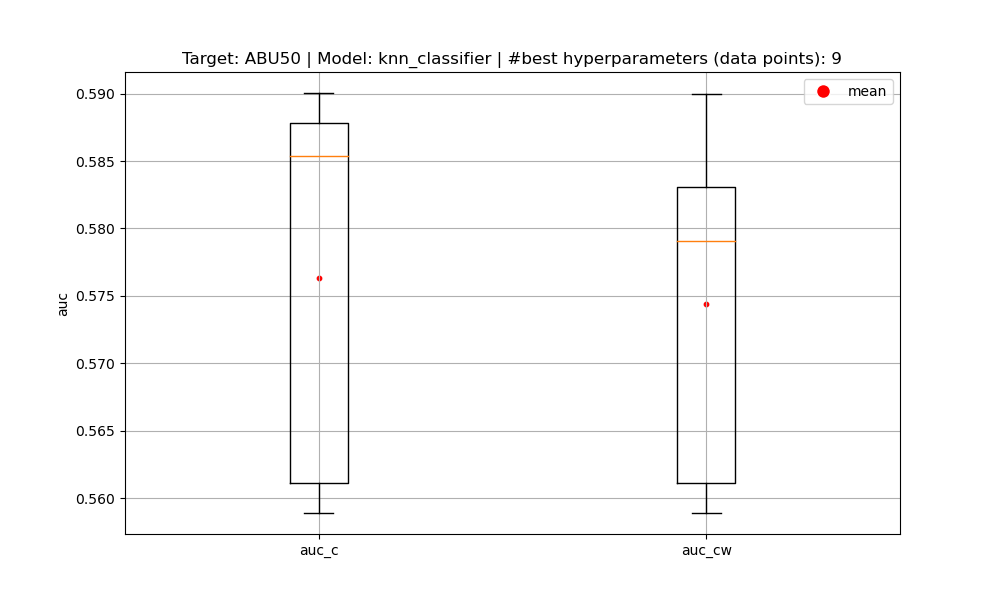 Target: ABU50 | Model: knn_classifier | #best hyperparameters (data points): 9
mean
0.590
0.585
0.580
0.575
0.570
0.565
0.560
auc
auc_c
auc_cw